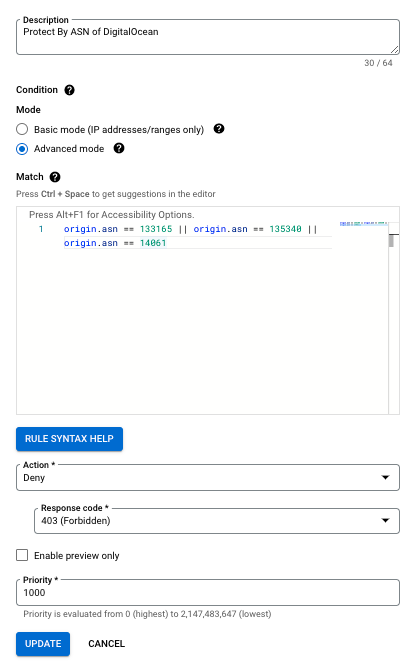 Description
Protect By ASN of DigitalOcean
30 / 64
Condition ?
Mode
Basic mode (IP addresses/ranges only) ?
Advanced mode ?
Match ?
Press Ctrl + Space to get suggestions in the editor
Press Alt+F1 for Accessibility Options.
1 origin.asn == 133165 || origin.asn == 135340 ||
origin.asn == 14061
RULE SYNTAX HELP
Action *
Deny
Response code *
403 (Forbidden)
Enable preview only
Priority *
1000
Priority is evaluated from 0 (highest) to 2,147,483,647 (lowest)
UPDATE CANCEL